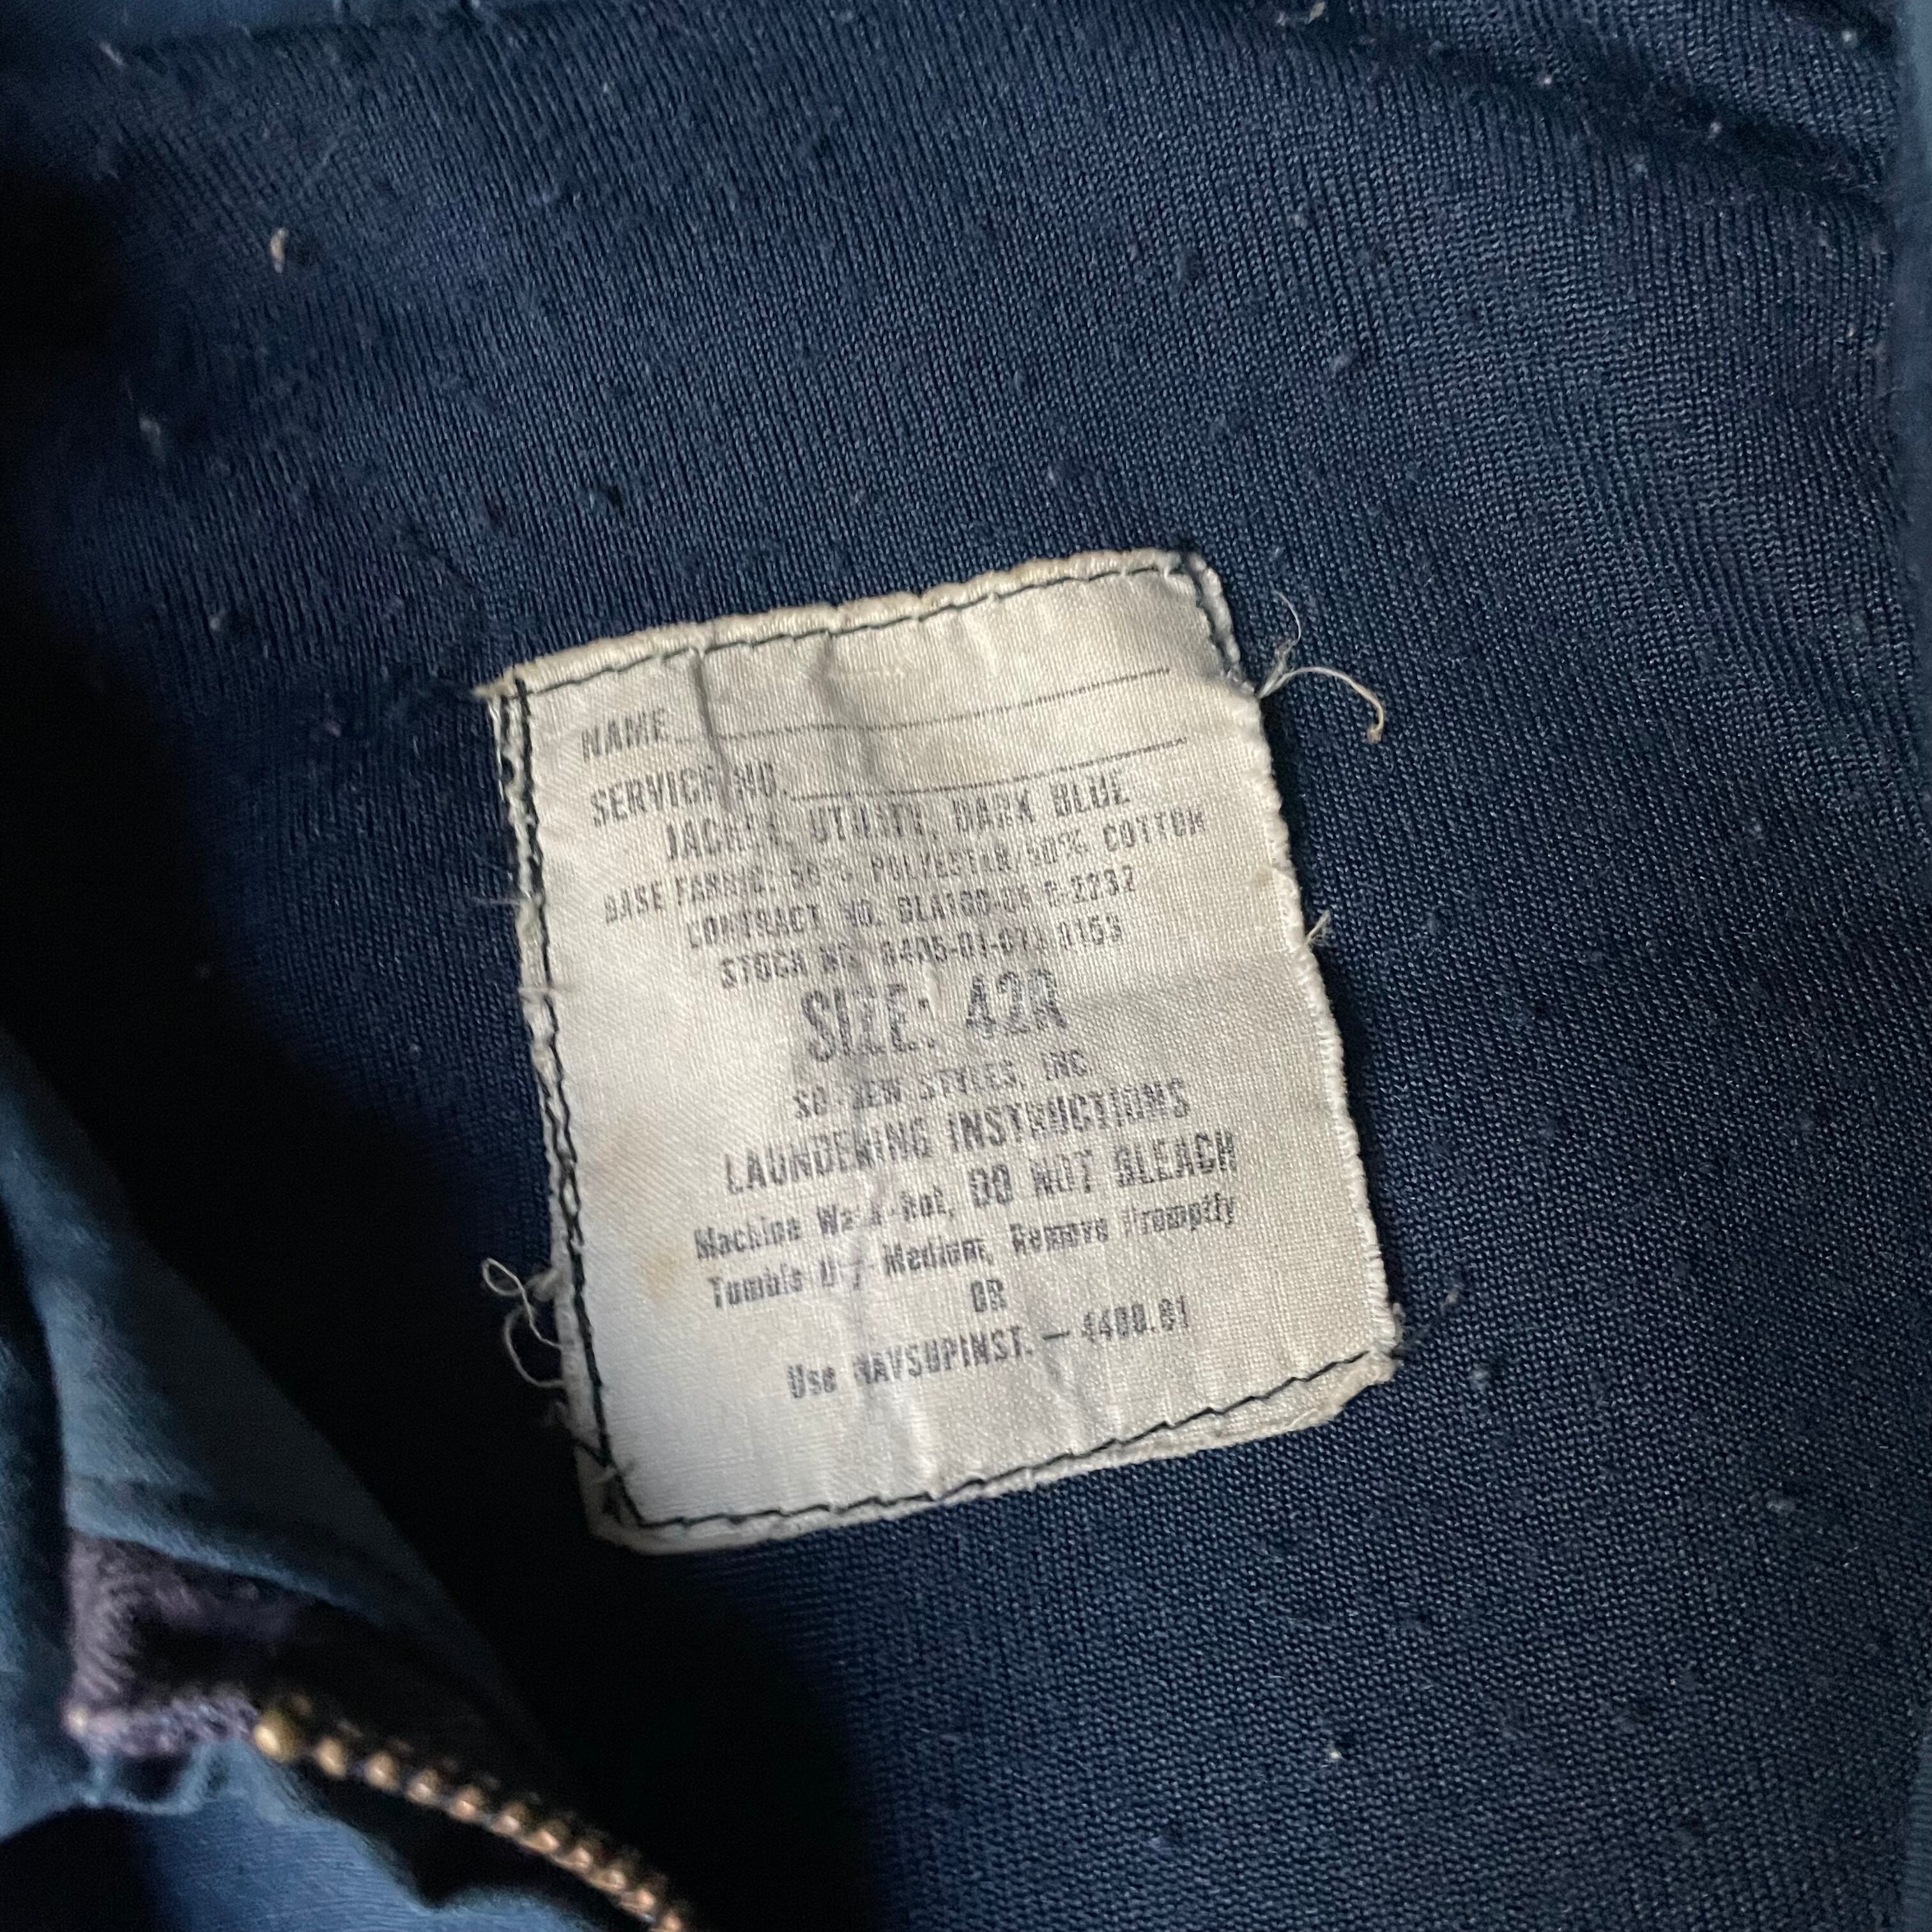 NAME
SERVICE NO.
JACKET, UTILITY, DARK BLUE
BASE FABRIC: 50% POLYESTER/50% COTTON
CONTRACT NO.
STOCK NO.
SIZE: 42R
SO-SEW STYLES, INC
LAUNDERING INSTRUCTIONS
Machine Wash-Hot, DO NOT BLEACH
Tumble Dry Medium, Remove Promptly
OR
Use NAVSUPINST. —